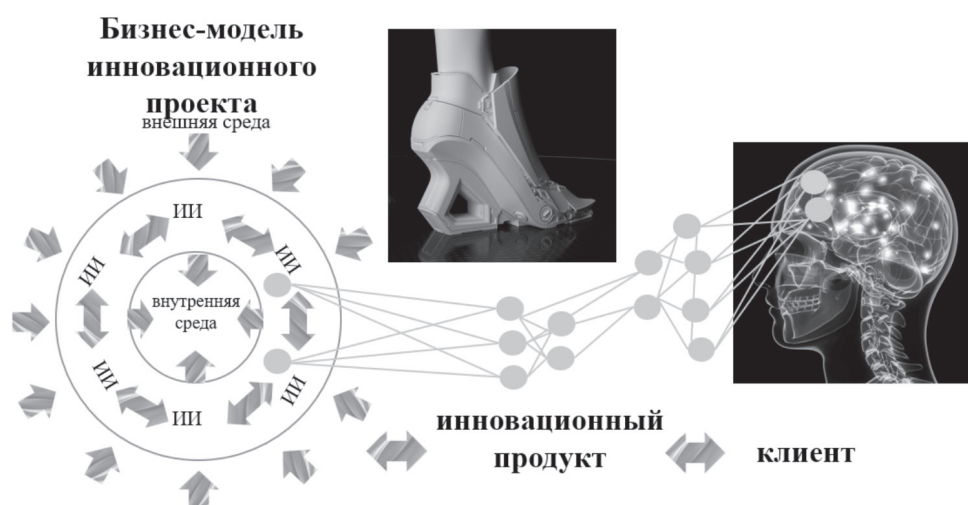 Бизнес-модель
инновационного
проекта
внешняя среда
ИИ
ИИ
ИИ
внутренняя
среда
ИИ
ИИ
ИИ
инновационный
продукт
клиент